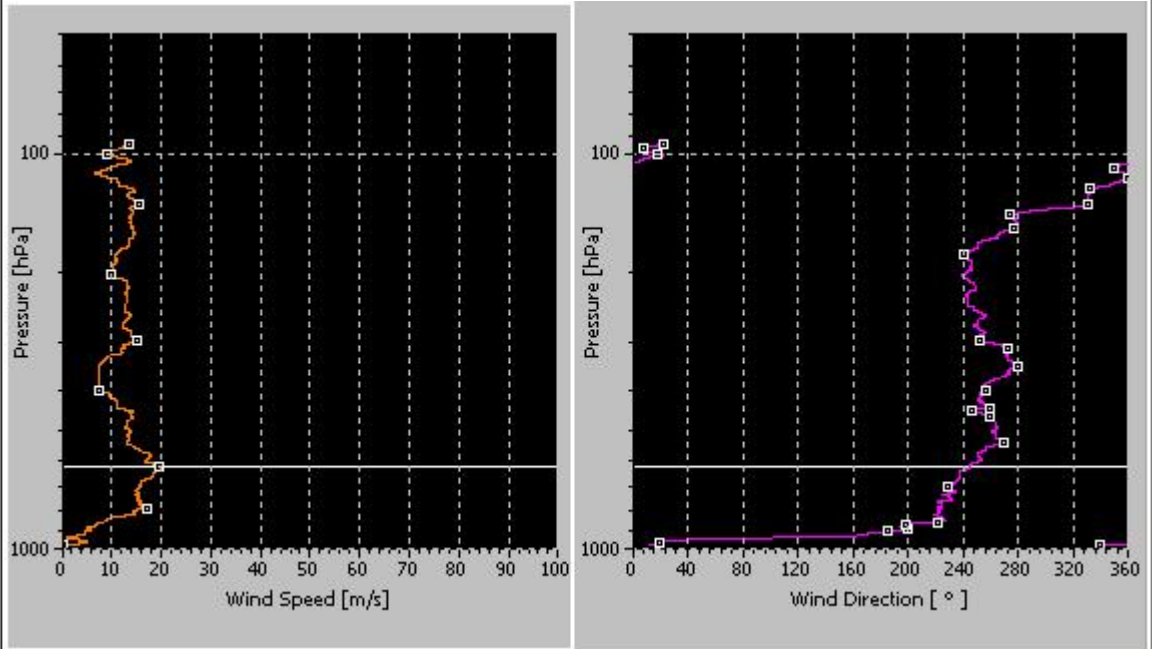 100
1000
Pressure [hPa]
0 10 20 30 40 50 60 70 80 90 100
Wind Speed [m/s]
100
1000
Pressure [hPa]
0 40 80 120 160 200 240 280 320 360
Wind Direction [ ° ]